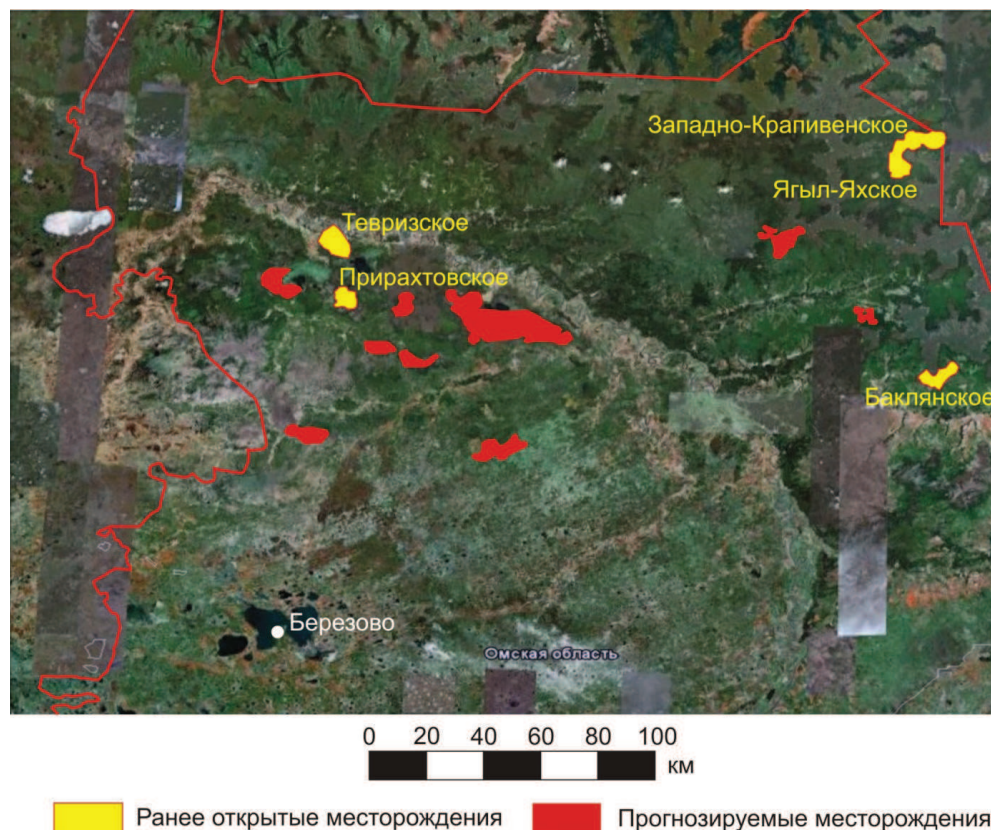 Западно-Крапивенское
Ягыл-Яхское
Тевризское
Прирахтовское
Баклянское
Березово
Омская область
0 20 40 60 80 100
км
Ранее открытые месторождения
Прогнозируемые месторождения